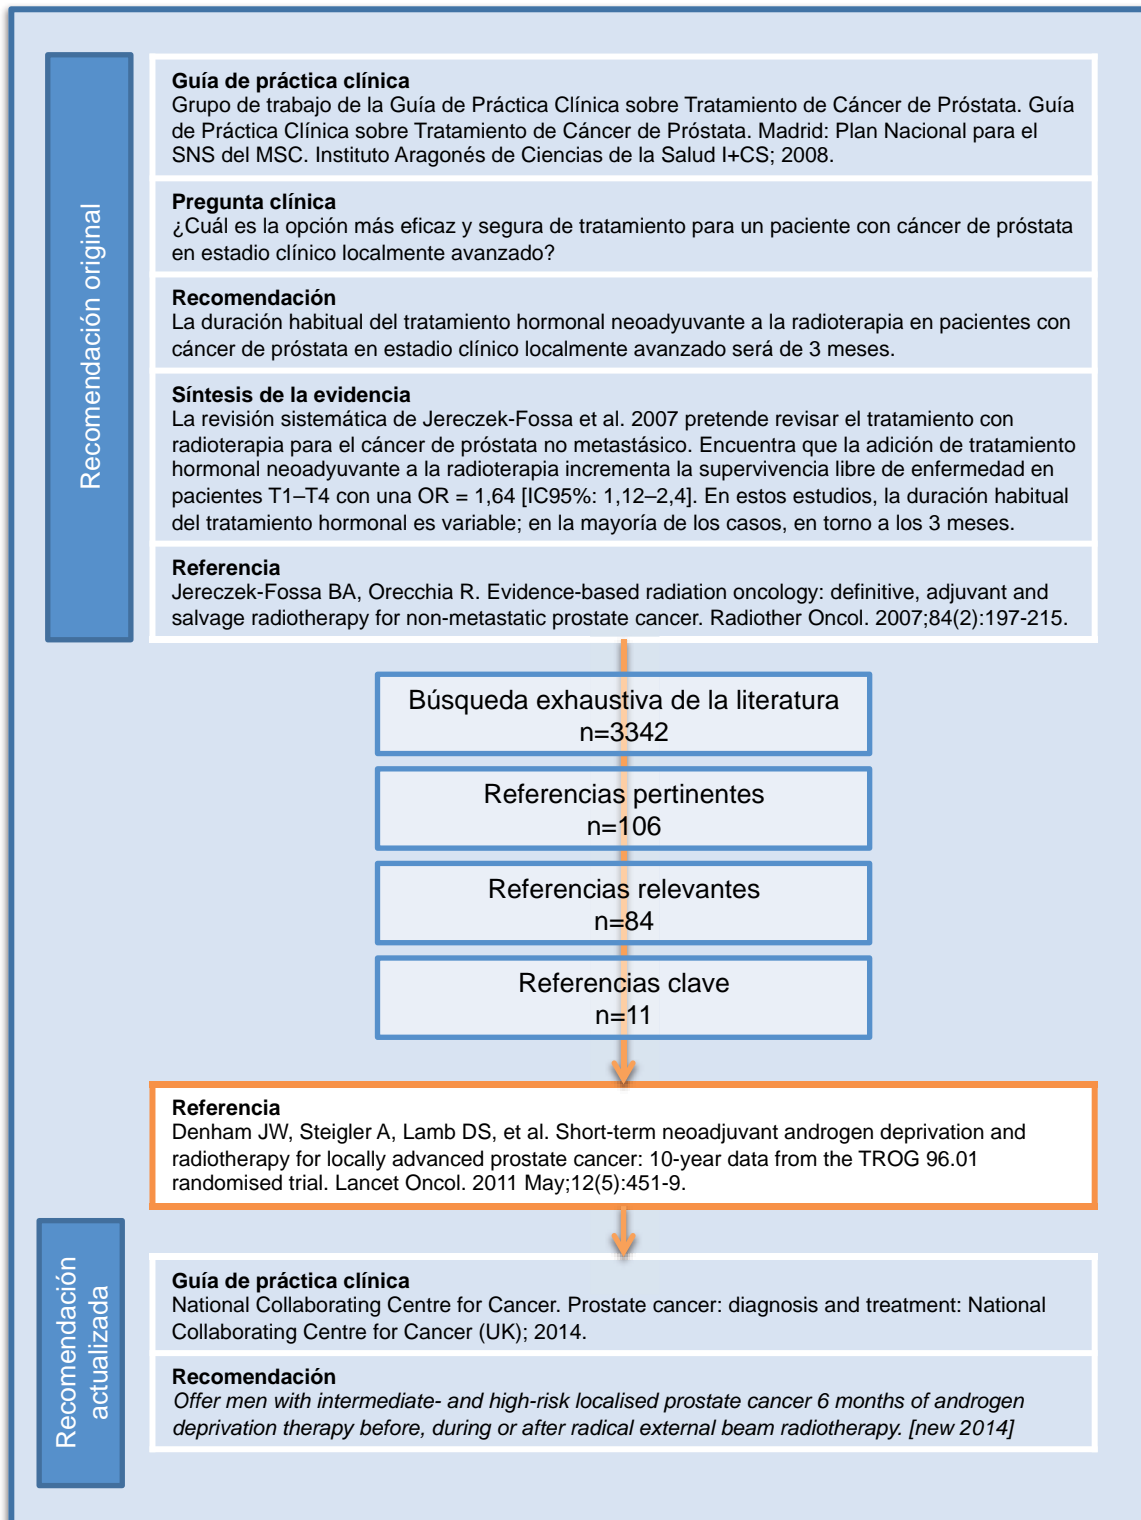 Recomendación original
Guía de práctica clínica
Grupo de trabajo de la Guía de Práctica Clínica sobre Tratamiento de Cáncer de Próstata. Guía
de Práctica Clínica sobre Tratamiento de Cáncer de Próstata. Madrid: Plan Nacional para el
SNS del MSC. Instituto Aragonés de Ciencias de la Salud I+CS; 2008.
Pregunta clínica
¿Cuál es la opción más eficaz y segura de tratamiento para un paciente con cáncer de próstata
en estadio clínico localmente avanzado?
Recomendación
La duración habitual del tratamiento hormonal neoadyuvante a la radioterapia en pacientes con
cáncer de próstata en estadio clínico localmente avanzado será de 3 meses.
Síntesis de la evidencia
La revisión sistemática de Jereczek-Fossa et al. 2007 pretende revisar el tratamiento con
radioterapia para el cáncer de próstata no metastásico. Encuentra que la adición de tratamiento
hormonal neoadyuvante a la radioterapia incrementa la supervivencia libre de enfermedad en
pacientes T1–T4 con una OR = 1,64 [IC95%: 1,12–2,4]. En estos estudios, la duración habitual
del tratamiento hormonal es variable; en la mayoría de los casos, en torno a los 3 meses.
Referencia
Jereczek-Fossa BA, Orecchia R. Evidence-based radiation oncology: definitive, adjuvant and
salvage radiotherapy for non-metastatic prostate cancer. Radiother Oncol. 2007;84(2):197-215.
Búsqueda exhaustiva de la literatura
n=3342
Referencias pertinentes
n=106
Referencias relevantes
n=84
Referencias clave
n=11
Referencia
Denham JW, Steigler A, Lamb DS, et al. Short-term neoadjuvant androgen deprivation and
radiotherapy for locally advanced prostate cancer: 10-year data from the TROG 96.01
randomised trial. Lancet Oncol. 2011 May;12(5):451-9.
Recomendación
actualizada
Guía de práctica clínica
National Collaborating Centre for Cancer. Prostate cancer: diagnosis and treatment: National
Collaborating Centre for Cancer (UK); 2014.
Recomendación
Offer men with intermediate- and high-risk localised prostate cancer 6 months of androgen
deprivation therapy before, during or after radical external beam radiotherapy. [new 2014]